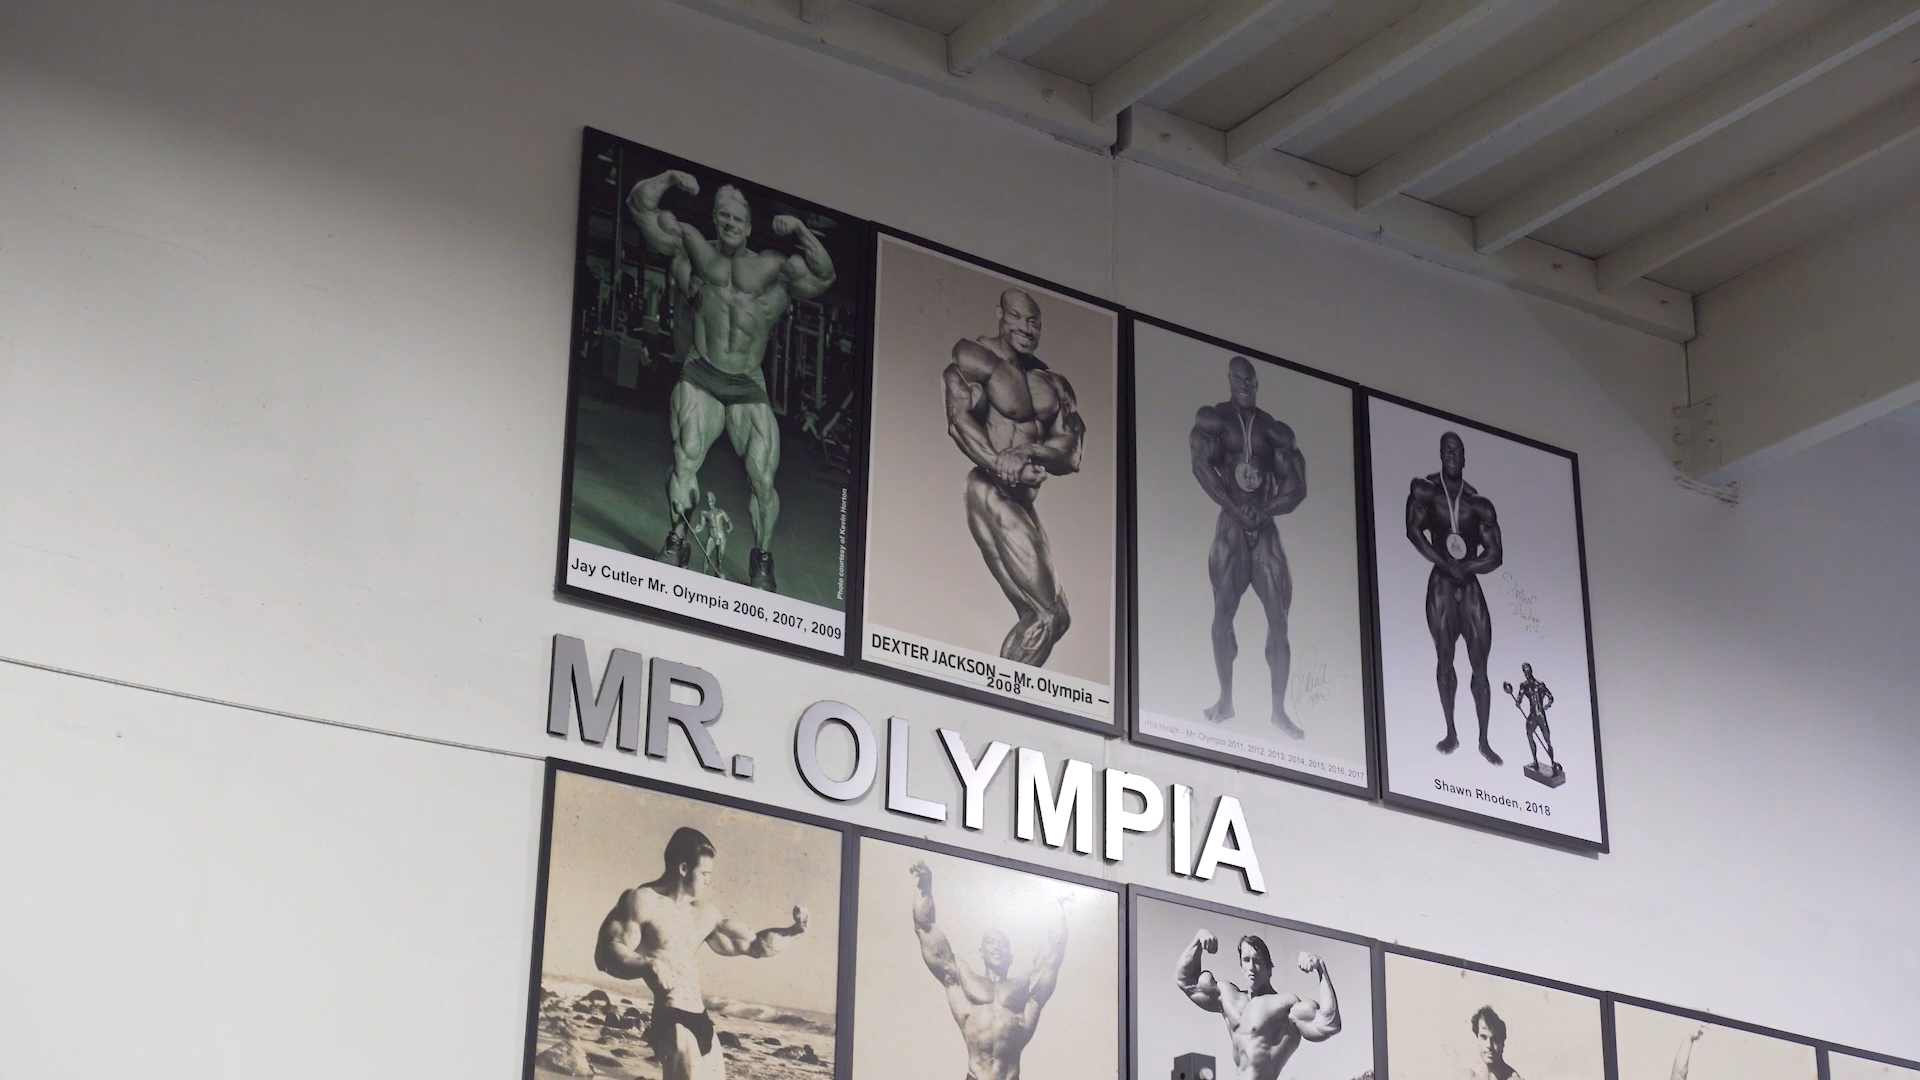 Photo courtesy of Kevin Horton
Jay Cutler Mr. Olympia 2006, 2007, 2009
DEXTER JACKSON — Mr. Olympia —
2008
Phil Heath - Mr. Olympia 2011, 2012, 2013, 2014, 2015, 2016, 2017
Shawn Rhoden, 2018
MR. OLYMPIA